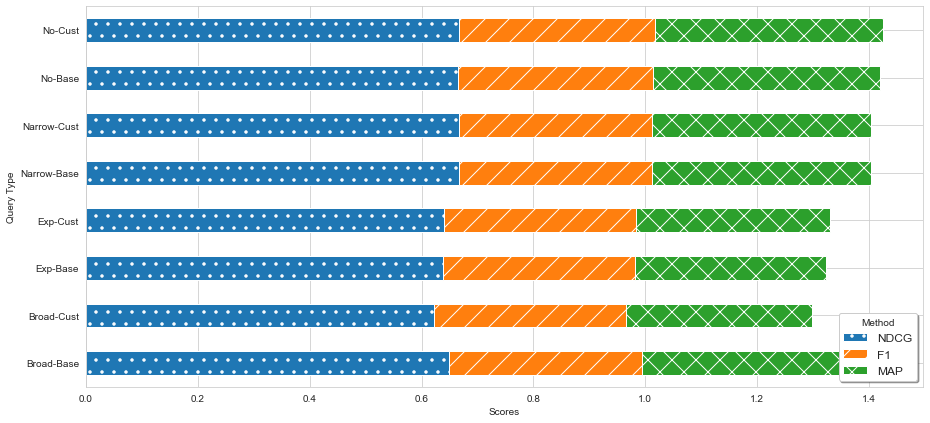 No-Cust
No-Base
Narrow-Cust
Narrow-Base
Exp-Cust
Exp-Base
Broad-Cust
Broad-Base
Query Type
Method
NDCG
F1
MAP
0.0 0.2 0.4 0.6 0.8 1.0 1.2 1.4
Scores